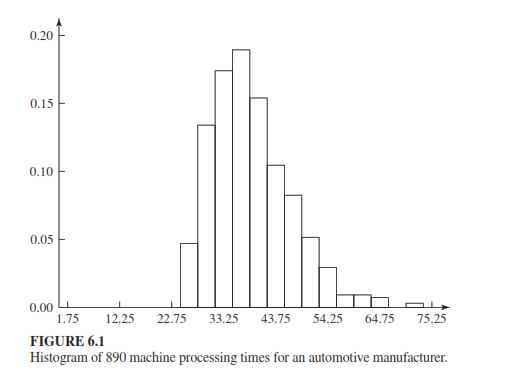 0.20
0.15
0.10
0.05
0.00
1.75 12.25 22.75 33.25 43.75 54.25 64.75 75.25
FIGURE 6.1
Histogram of 890 machine processing times for an automotive manufacturer.